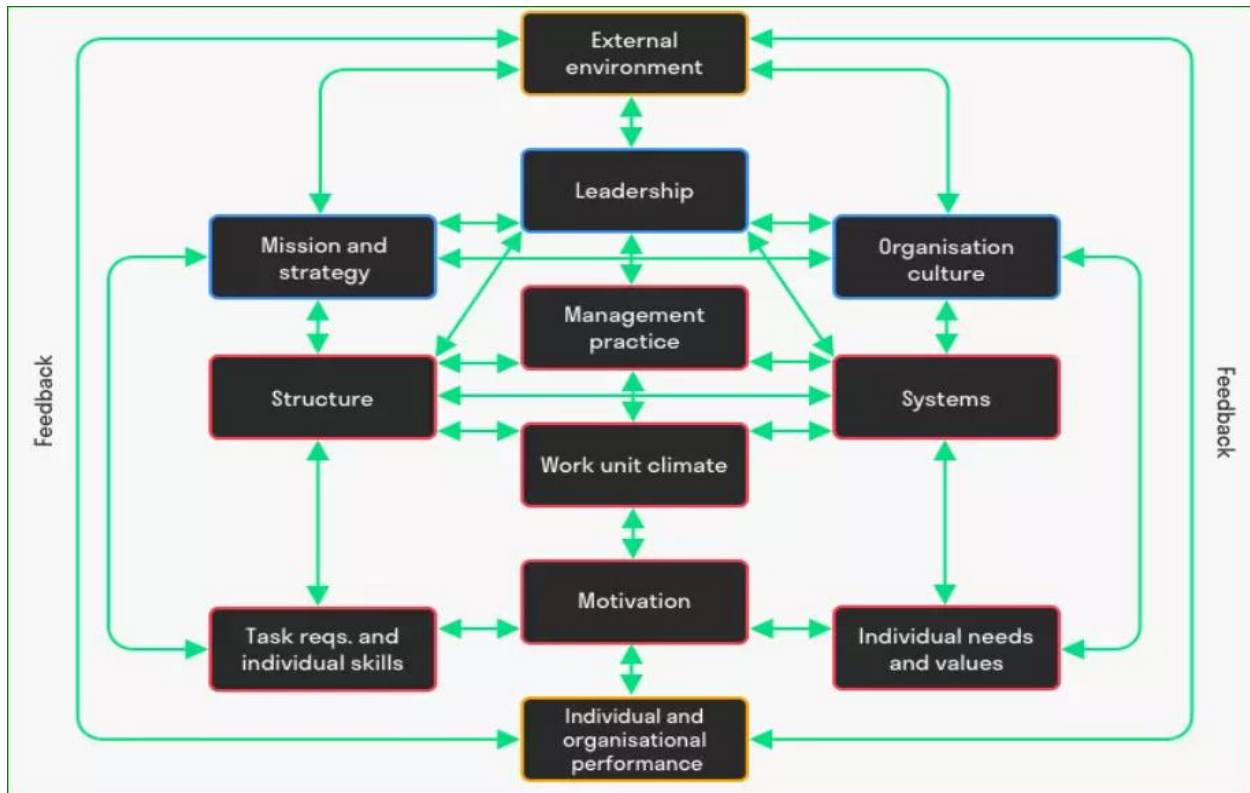 External
environment
Leadership
Mission and
strategy
Organisation
culture
Management
practice
Feedback
Structure
Systems
Feedback
Work unit climate
Motivation
Task reqs. and
individual skills
Individual needs
and values
Individual and
organisational
performance